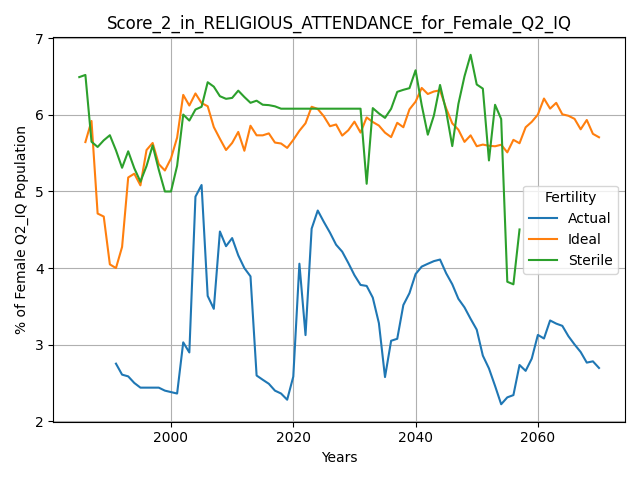 Score_2_in_RELIGIOUS_ATTENDANCE_for_Female_Q2_IQ
% of Female Q2_IQ Population
7
6
5
4
3
2
Fertility
Actual
Ideal
Sterile
2000
2020
2040
2060
Years